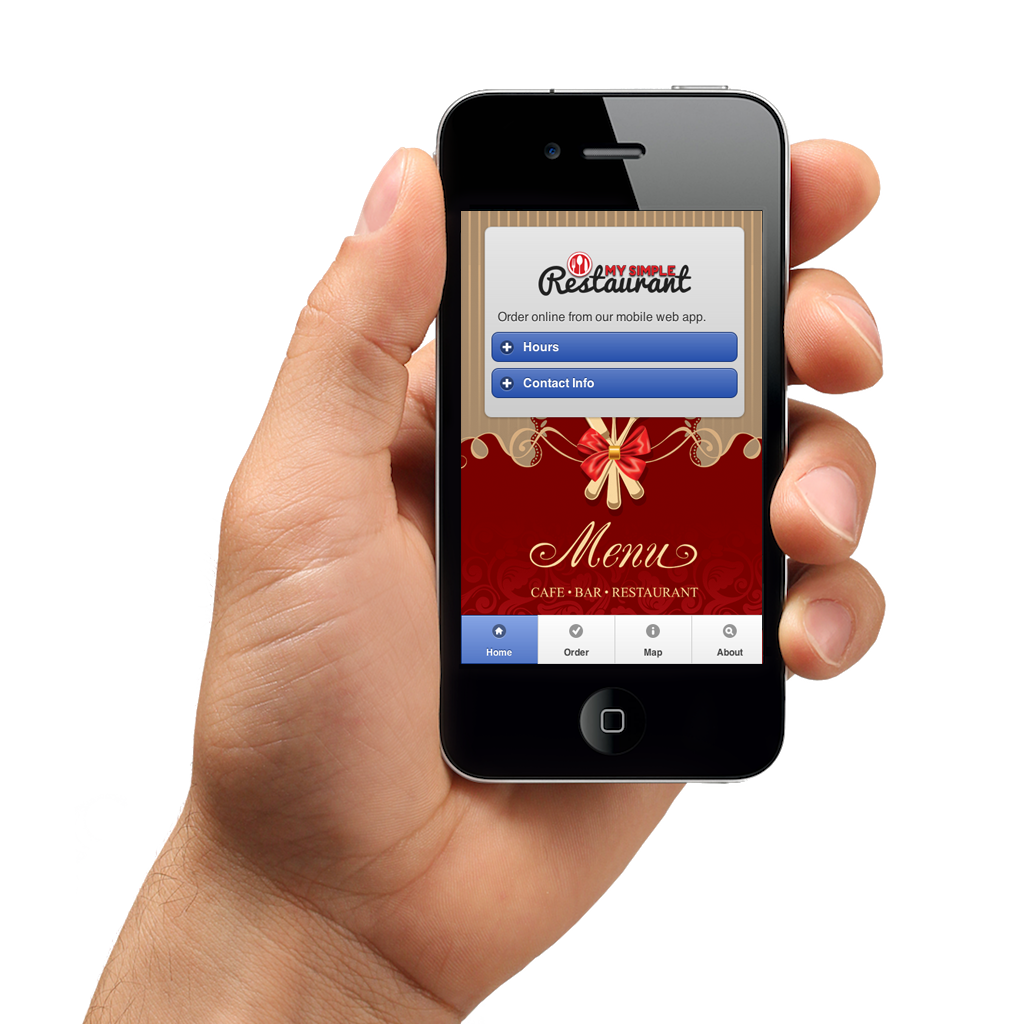 MY SIMPLE
Restaurant
Order online from our mobile web app.
Hours
Contact Info
Menu
CAFE • BAR • RESTAURANT
Home Order Map About